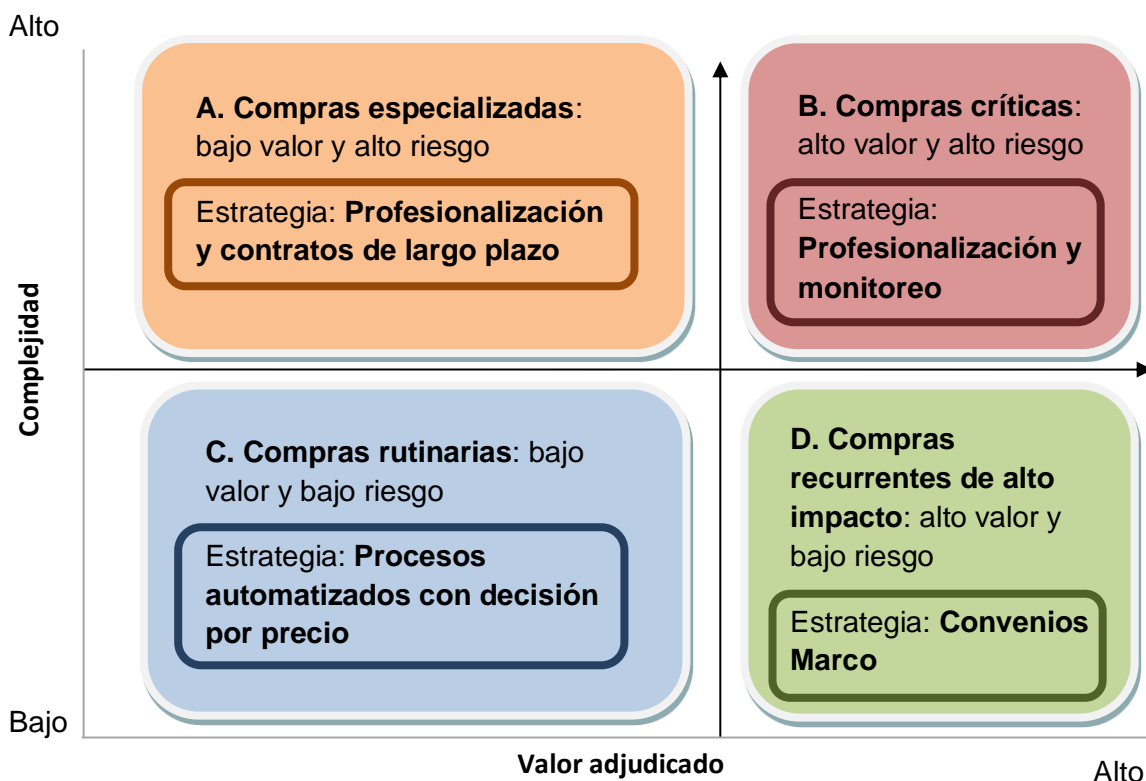 Alto
A. Compras especializadas:
bajo valor y alto riesgo
Estrategia: Profesionalización
y contratos de largo plazo
B. Compras críticas:
alto valor y alto riesgo
Estrategia:
Profesionalización y
monitoreo
Complejidad
C. Compras rutinarias: bajo
valor y bajo riesgo
Estrategia: Procesos
automatizados con decisión
por precio
D. Compras
recurrentes de alto
impacto: alto valor y
bajo riesgo
Estrategia: Convenios
Marco
Bajo
Valor adjudicado
Alto